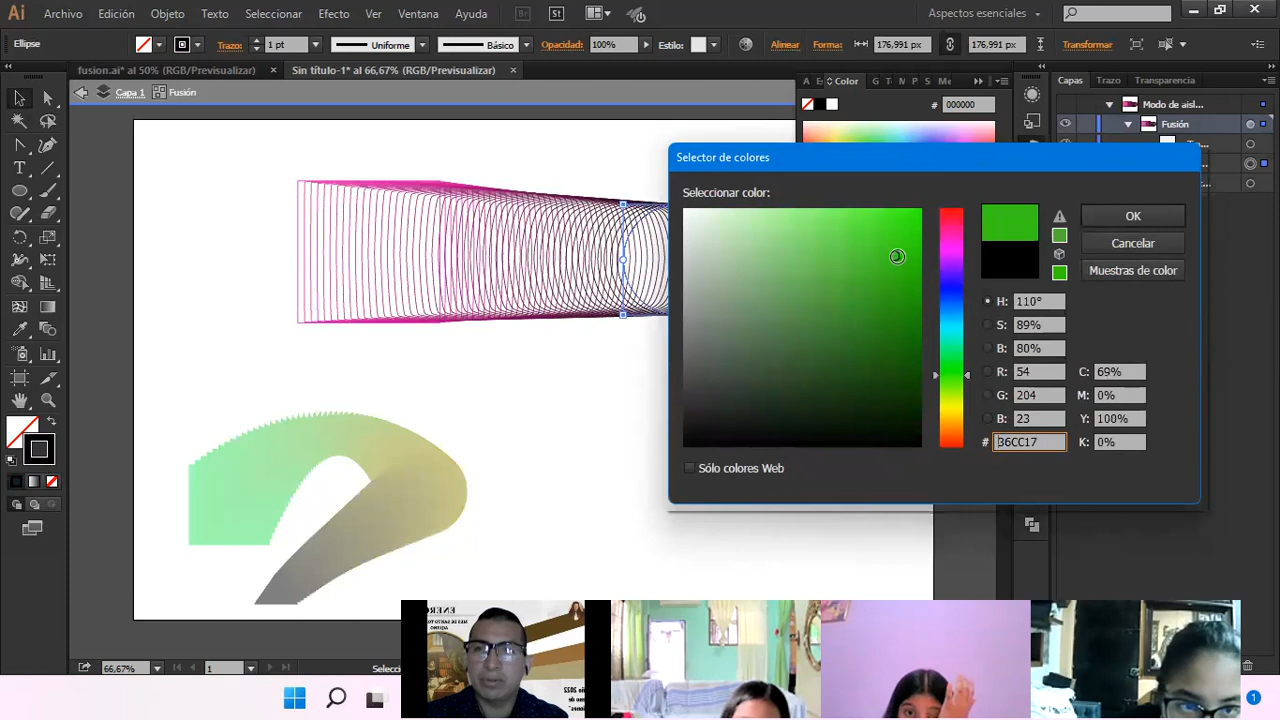 Ai Archivo Edición Objeto Texto Seleccionar Efecto Ver Ventana Ayuda Br St Aspectos esenciales
Ellipse Trazo: 1 pt Uniforme Básico Opacidad: 100% Estilo: Alinear Forma: 176,991 px 176,991 px Transformar
fusion.ai* al 50% (RGB/Previsualizar) × Sin título-1* al 66,67% (RGB/Previsualizar) ×
Color Capas Trazo Transparencia
Capa 1 Fusión
# 000000
Modo de aisl...
Fusión
Selector de colores
Seleccionar color:
OK
Cancelar
Muestras de color
H: 110°
S: 89%
B: 80%
R: 54 C: 69%
G: 204 M: 0%
B: 23 Y: 100%
# 36CC17 K: 0%
Sólo colores Web
66,67% 1 Selecc
1